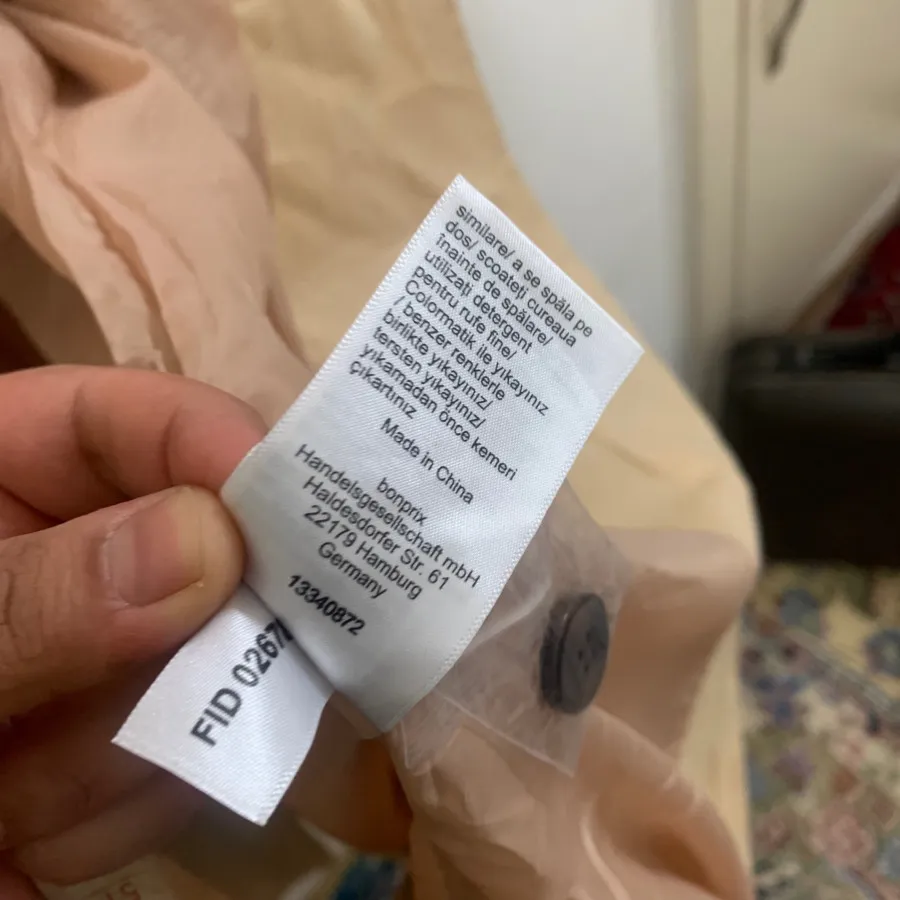 similare/ a se spăla pe
dos/ scoateți cureaua
înainte de spălare/
utilizați detergent
pentru rufe fine/
Colormatik ile yıkayınız
/ benzer renklerle
birlikte yıkayınız/
tersten yıkayınız/
yıkamadan önce kemeri
çıkartınız
Made in China
bonprix
Handelsgesellschaft mbH
Haldesdorfer Str. 61
22179 Hamburg
Germany
13340872
FID